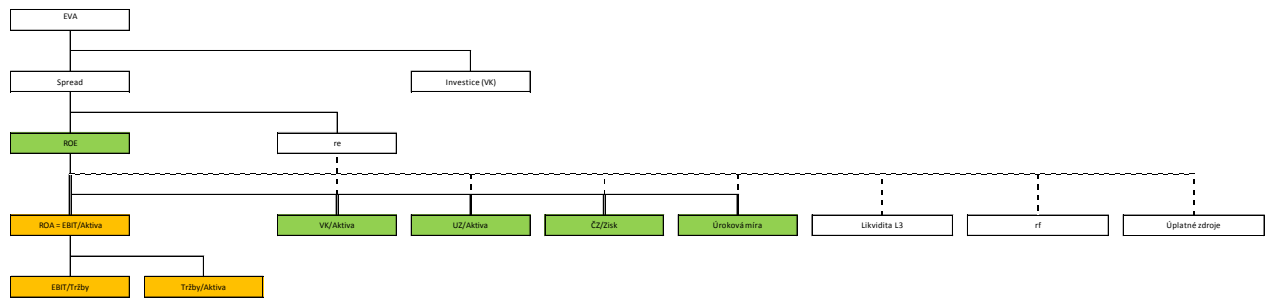 EVA
Spread
Investice (VK)
ROE
re
ROA = EBIT/Aktiva
VK/Aktiva
UZ/Aktiva
ČZ/Zisk
Úroková míra
Likvidita L3
rf
Úplatné zdroje
EBIT/Tržby
Tržby/Aktiva